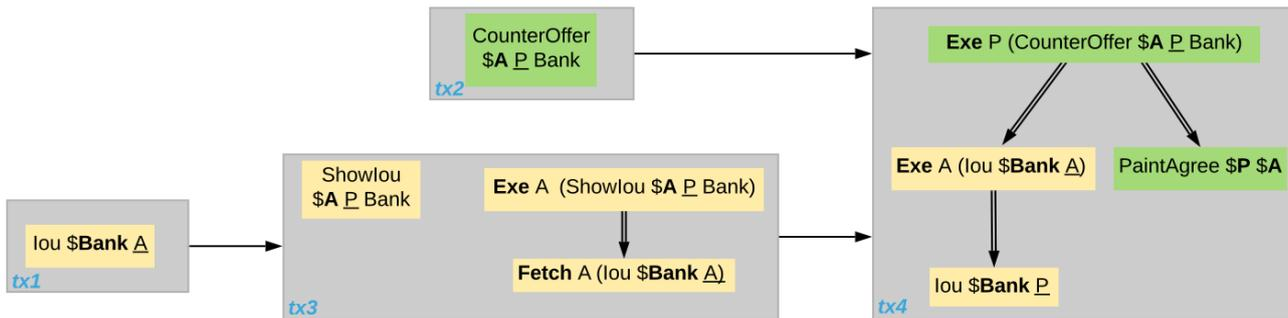 CounterOffer
$A P Bank
tx2
Exe P (CounterOffer $A P Bank)
Exe A (Iou $Bank A)
PaintAgree $P $A
Iou $Bank P
tx4
ShowIou
$A P Bank
Exe A (ShowIou $A P Bank)
Fetch A (Iou $Bank A)
tx3
Iou $Bank A
tx1